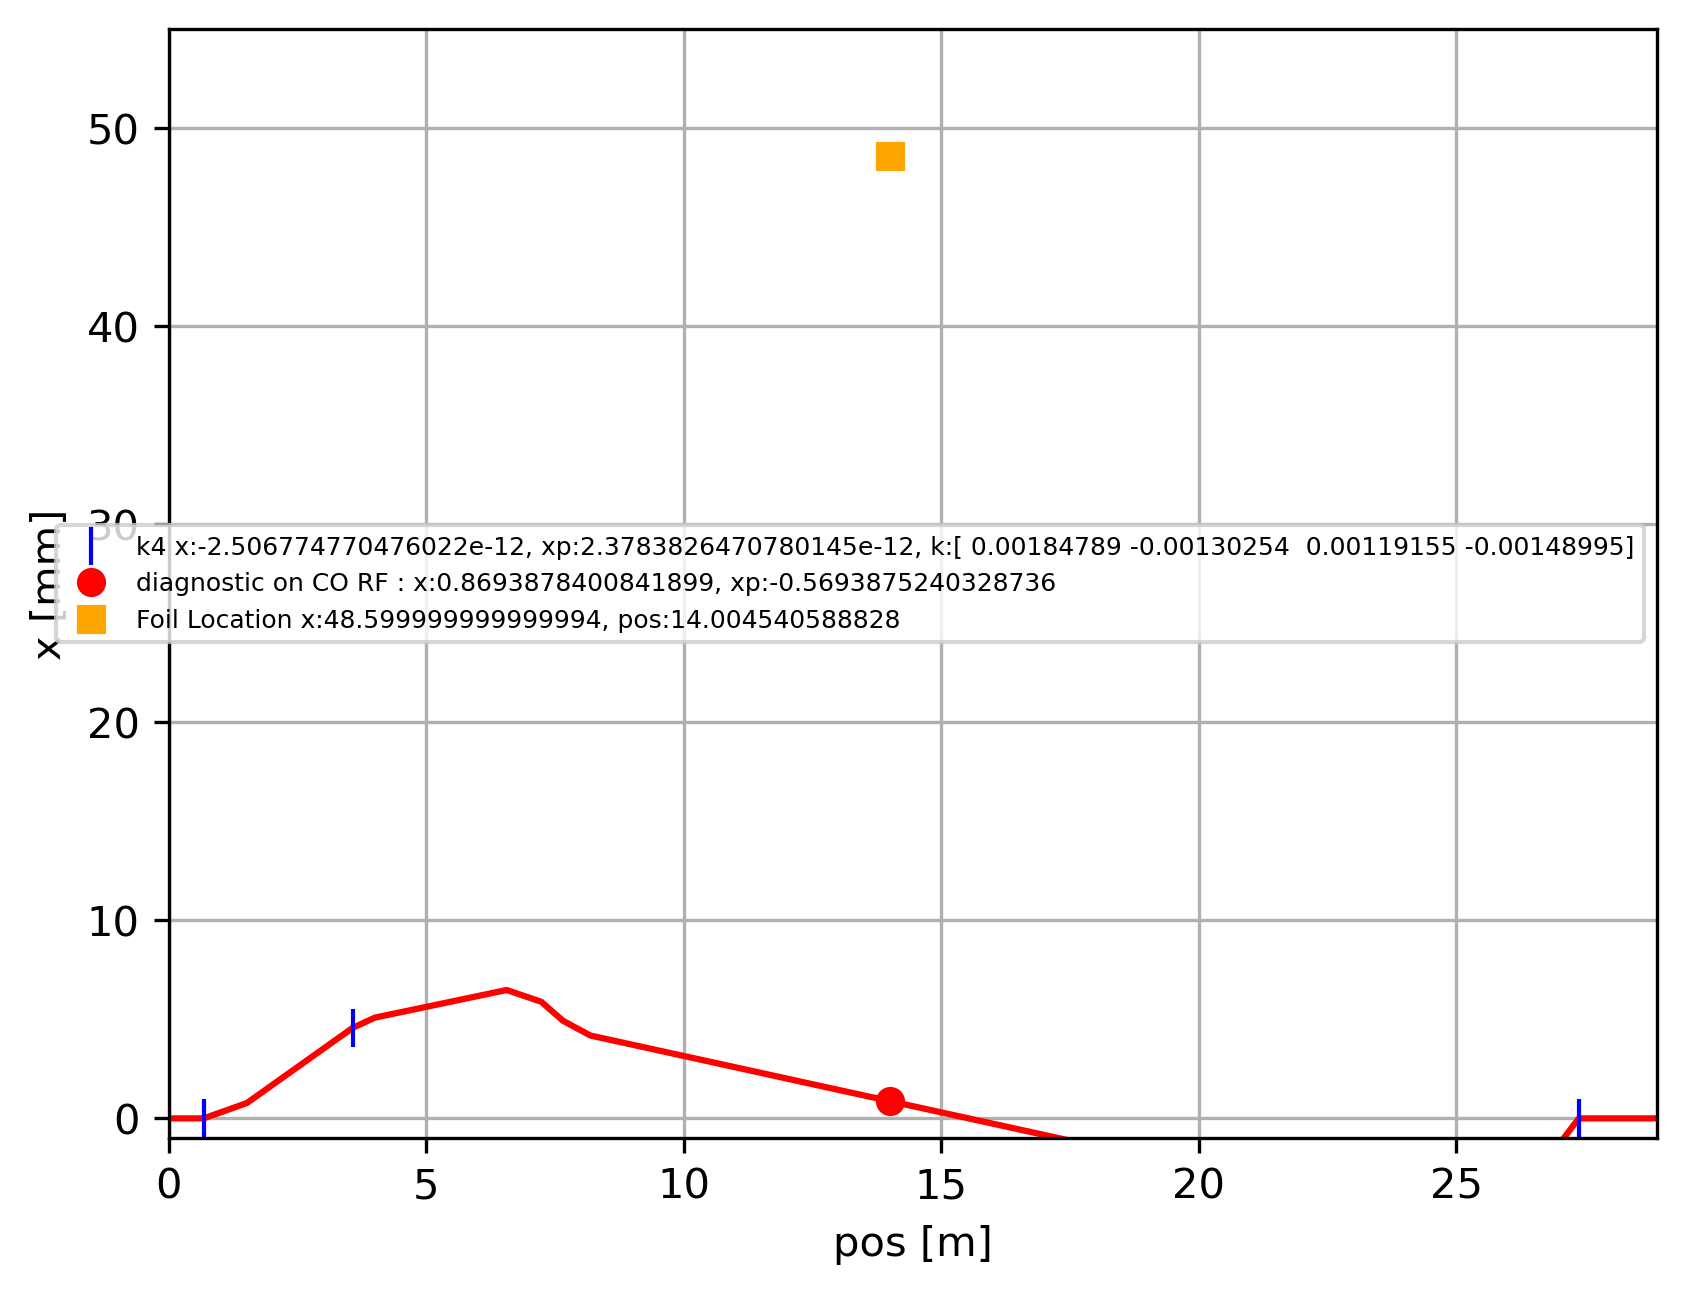 50
40
30
k4 x:-2.506774770476022e-12, xp:2.3783826470780145e-12, k:[ 0.00184789 -0.00130254  0.00119155 -0.00148995]
diagnostic on CO RF : x:0.8693878400841899, xp:-0.5693875240328736
Foil Location x:48.599999999999994, pos:14.004540588828
x [mm]
20
10
0
0 5 10 15 20 25
pos [m]